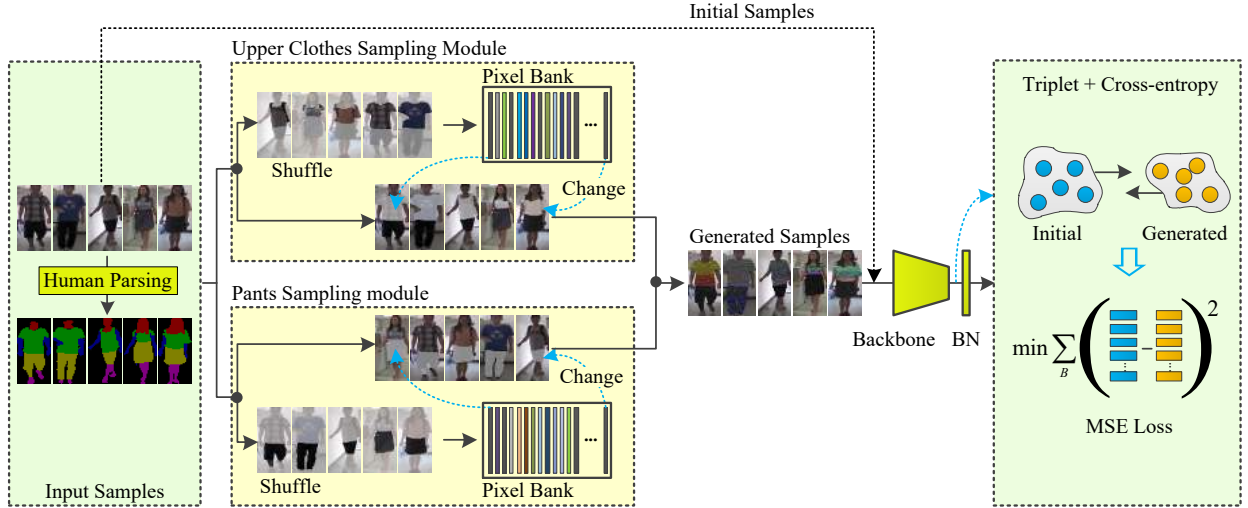 Initial Samples
Upper Clothes Sampling Module
Pixel Bank
Triplet + Cross-entropy
...
Shuffle
Change
Initial
Generated
Human Parsing
Generated Samples
Pants Sampling module
Backbone
BN
min ∑ ( - )²
B
Change
...
MSE Loss
Shuffle
Pixel Bank
Input Samples